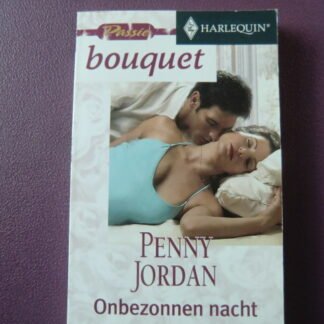 Passie
HARLEQUIN®
bouquet
PENNY
JORDAN
Onbezonnen nacht